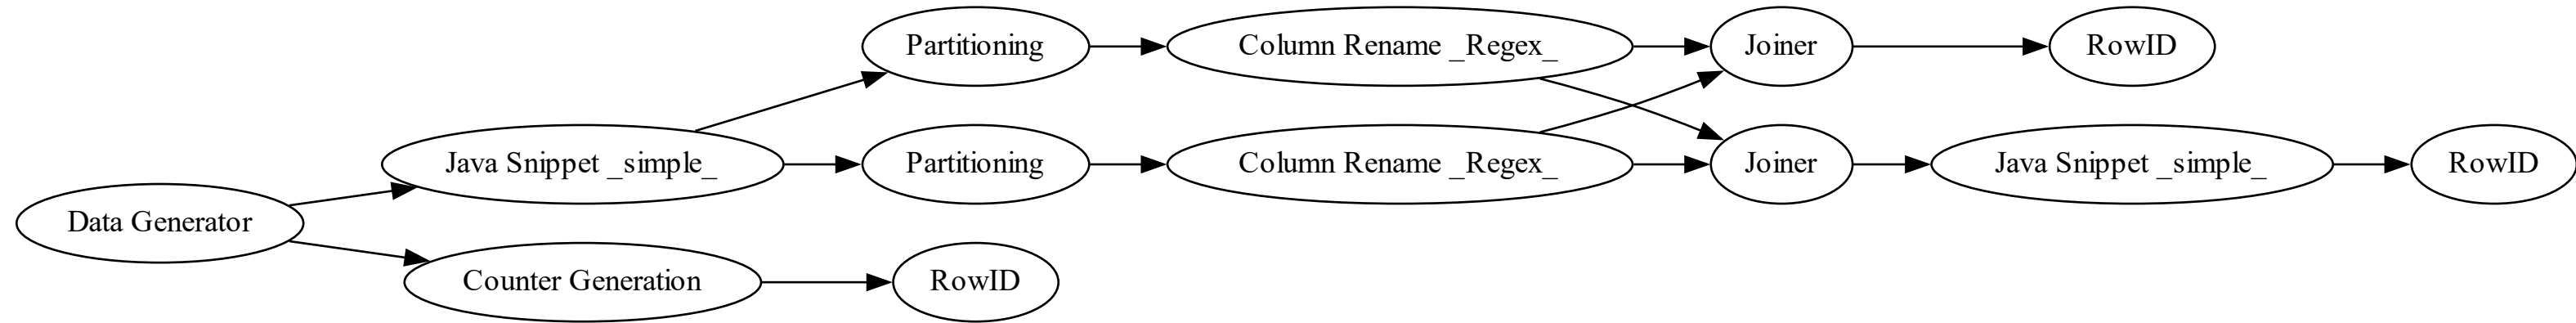 Partitioning
Column Rename _Regex_
Joiner
RowID
Java Snippet _simple_
Partitioning
Column Rename _Regex_
Joiner
Java Snippet _simple_
RowID
Data Generator
Counter Generation
RowID